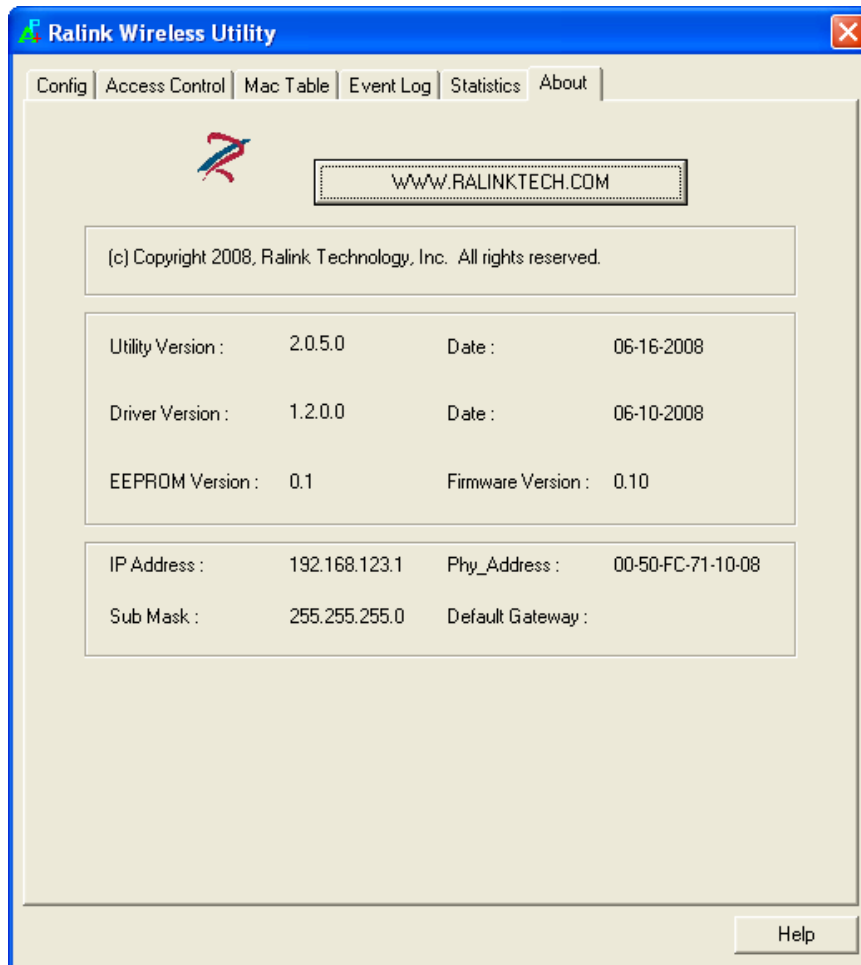 Ralink Wireless Utility
Config Access Control Mac Table Event Log Statistics About
WWW.RALINKTECH.COM
(c) Copyright 2008, Ralink Technology, Inc. All rights reserved.
Utility Version : 2.0.5.0 Date : 06-16-2008
Driver Version : 1.2.0.0 Date : 06-10-2008
EEPROM Version : 0.1 Firmware Version : 0.10
IP Address : 192.168.123.1 Phy_Address : 00-50-FC-71-10-08
Sub Mask : 255.255.255.0 Default Gateway :
Help